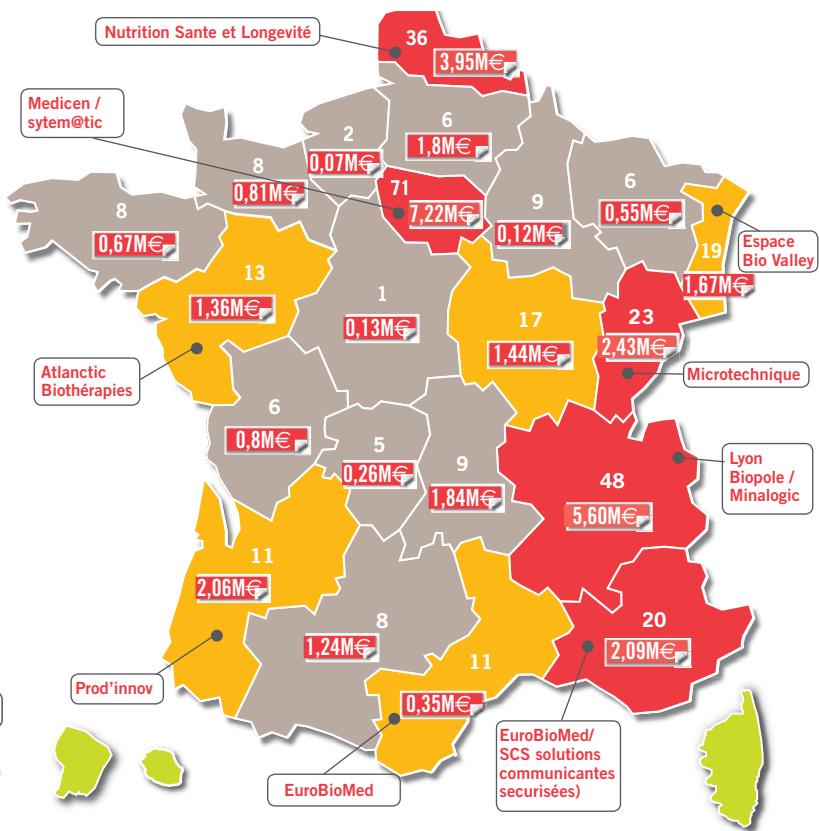 Nutrition Sante et Longevité
36
3,95M€
Medicen /
sytem@tic
2
0,07M€
6
1,8M€
8
0,81M€
71
7,22M€
9
0,12M€
6
0,55M€
8
0,67M€
19
1,67M€
Espace
Bio Valley
13
1,36M€
1
0,13M€
17
1,44M€
23
2,43M€
Atlanctic
Biothérapies
Microtechnique
6
0,8M€
5
0,26M€
9
1,84M€
48
5,60M€
Lyon
Biopole /
Minalogic
11
2,06M€
8
1,24M€
11
0,35M€
20
2,09M€
Prod'innov
EuroBioMed
EuroBioMed/
SCS solutions
communicantes
securisées)